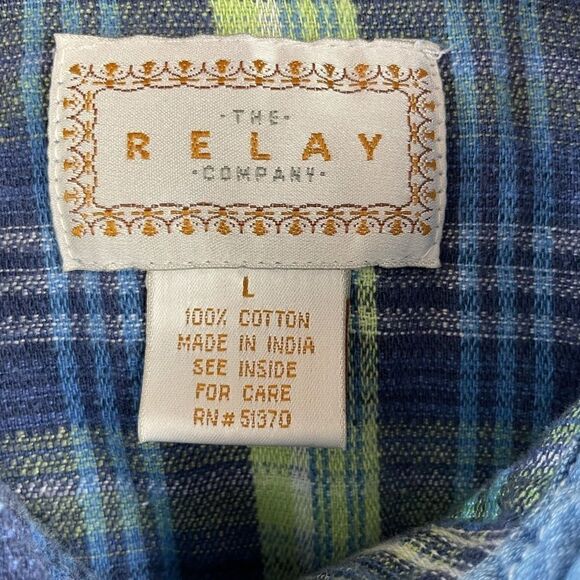 ·THE·
RELAY
·COMPANY·
L
100% COTTON
MADE IN INDIA
SEE INSIDE
FOR CARE
RN# 51370